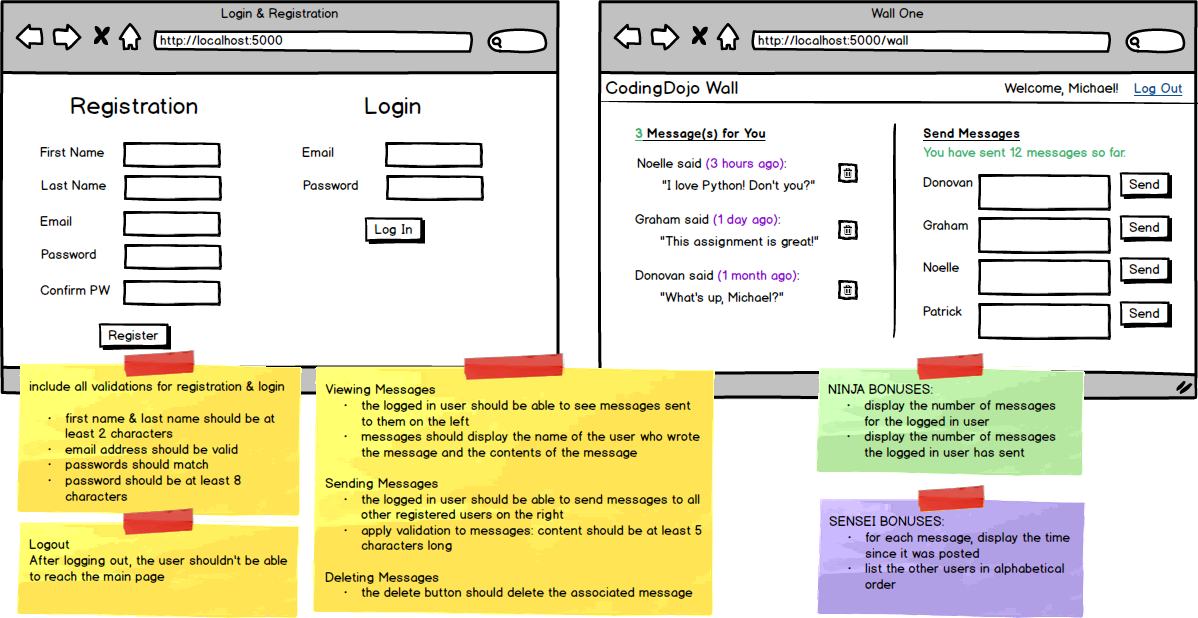 Login & Registration
http://localhost:5000
Registration
First Name
Last Name
Email
Password
Confirm PW
Register
Login
Email
Password
Log In
Wall One
http://localhost:5000/wall
CodingDojo Wall
Welcome, Michael! Log Out
3 Message(s) for You
Noelle said (3 hours ago):
"I love Python! Don't you?"
Graham said (1 day ago):
"This assignment is great!"
Donovan said (1 month ago):
"What's up, Michael?"
Send Messages
You have sent 12 messages so far.
Donovan Send
Graham Send
Noelle Send
Patrick Send
include all validations for registration & login
· first name & last name should be at
least 2 characters
· email address should be valid
· passwords should match
· password should be at least 8
characters
Logout
After logging out, the user shouldn't be able
to reach the main page
Viewing Messages
· the logged in user should be able to see messages sent
to them on the left
· messages should display the name of the user who wrote
the message and the contents of the message
Sending Messages
· the logged in user should be able to send messages to all
other registered users on the right
· apply validation to messages: content should be at least 5
characters long
Deleting Messages
· the delete button should delete the associated message
NINJA BONUSES:
· display the number of messages
for the logged in user
· display the number of messages
the logged in user has sent
SENSEI BONUSES:
· for each message, display the time
since it was posted
· list the other users in alphabetical
order